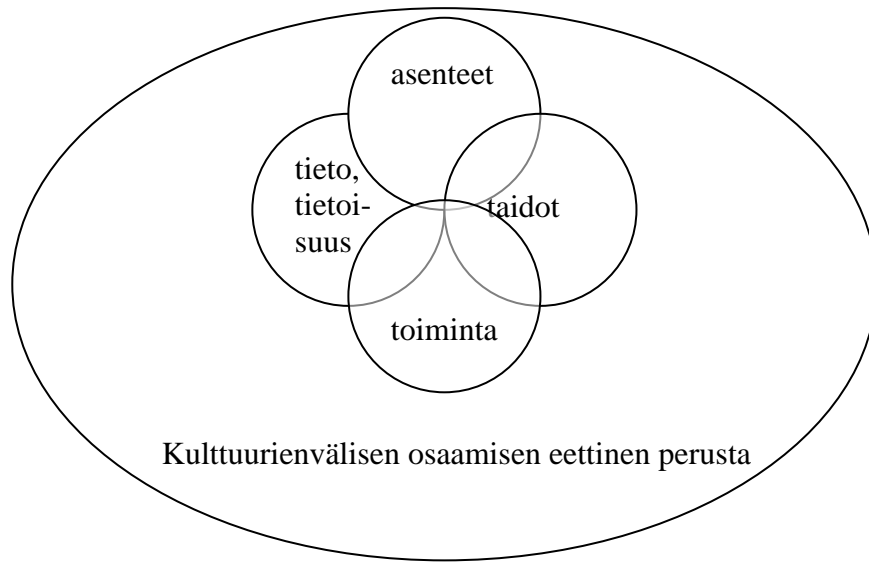 asenteet
tieto,
tietoi-
suus
taidot
toiminta
Kulttuurienvälisen osaamisen eettinen perusta